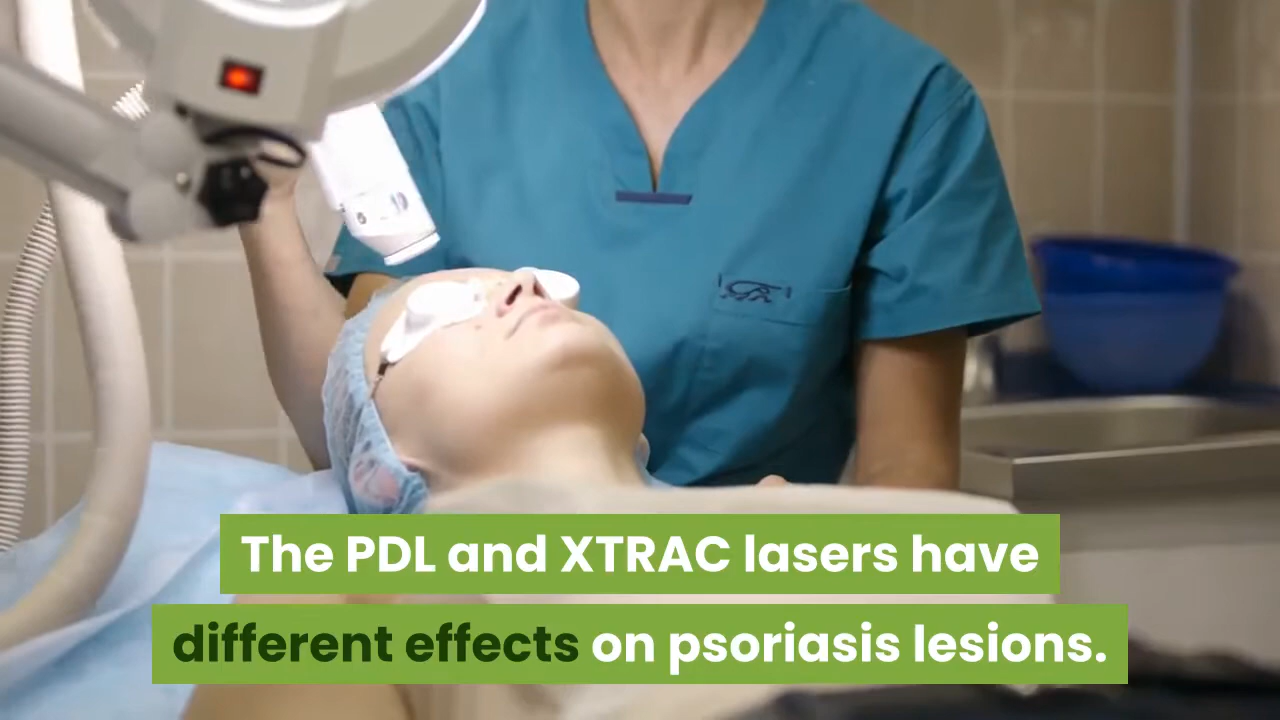 The PDL and XTRAC lasers have
different effects on psoriasis lesions.